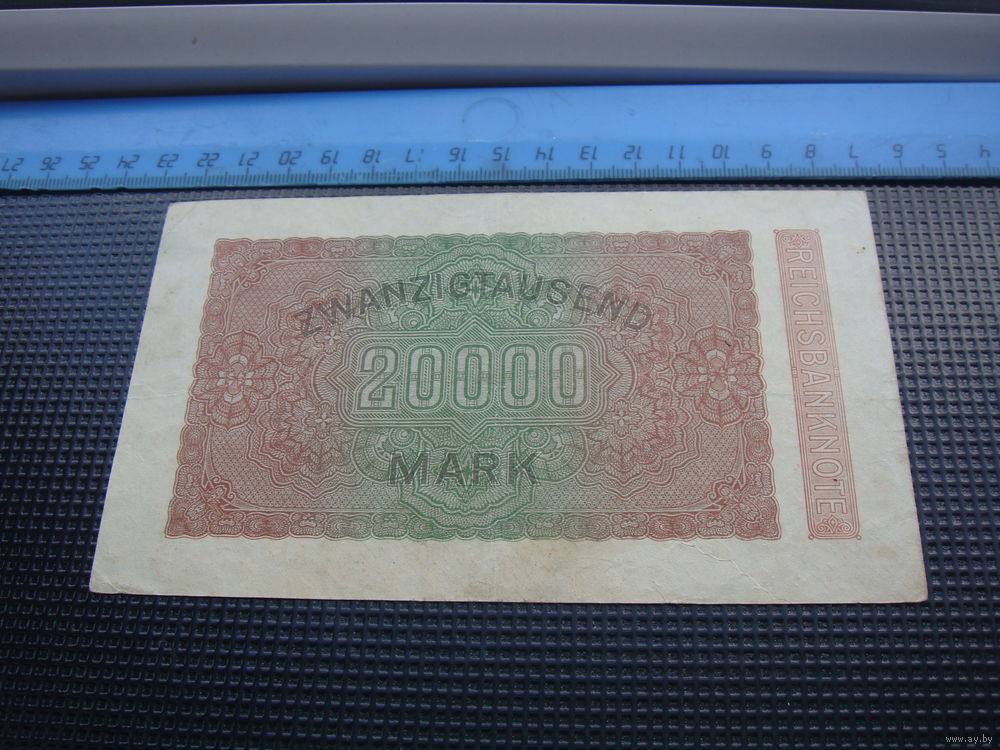 27 26 25 24 23 22 21 20 19 18 17 16 15 14 13 12 11 10 9 8 7 6 5 4
ZWANZIGTAUSEND
20000
MARK
REICHSBANKNOTE
www.ay.by